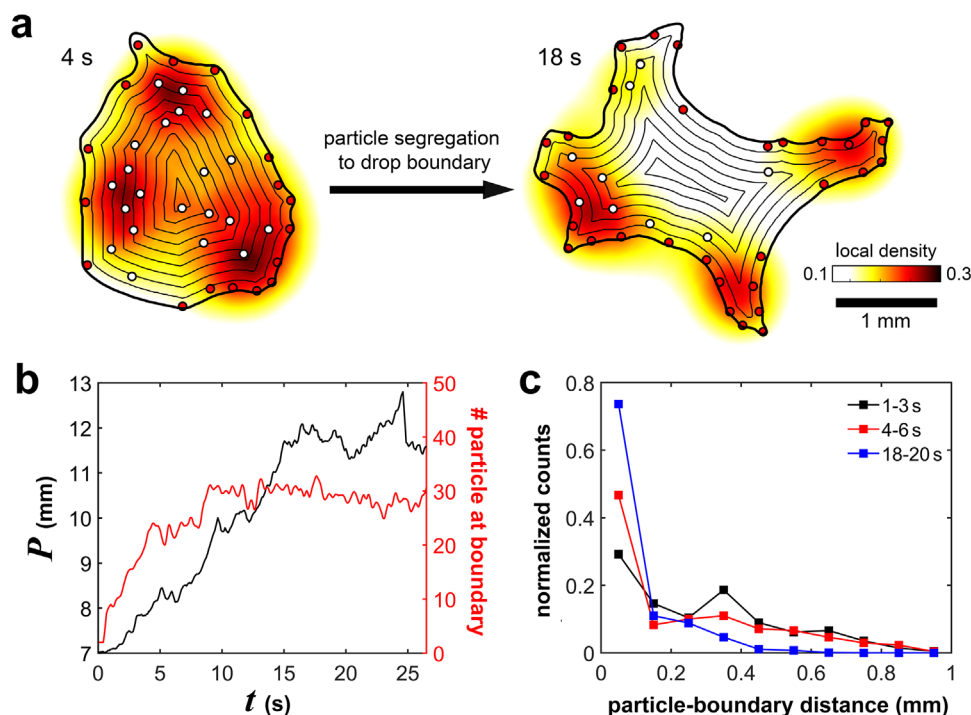 a
4 s
particle segregation
to drop boundary
18 s
local density
0.1
0.3
1 mm
b
P (mm)
13
12
11
10
9
8
7
0
5
10
15
20
25
t (s)
50
40
30
20
10
0
# particle at boundary
c
normalized counts
0.8
0.6
0.4
0.2
0
0
0.2
0.4
0.6
0.8
1
particle-boundary distance (mm)
1-3 s
4-6 s
18-20 s